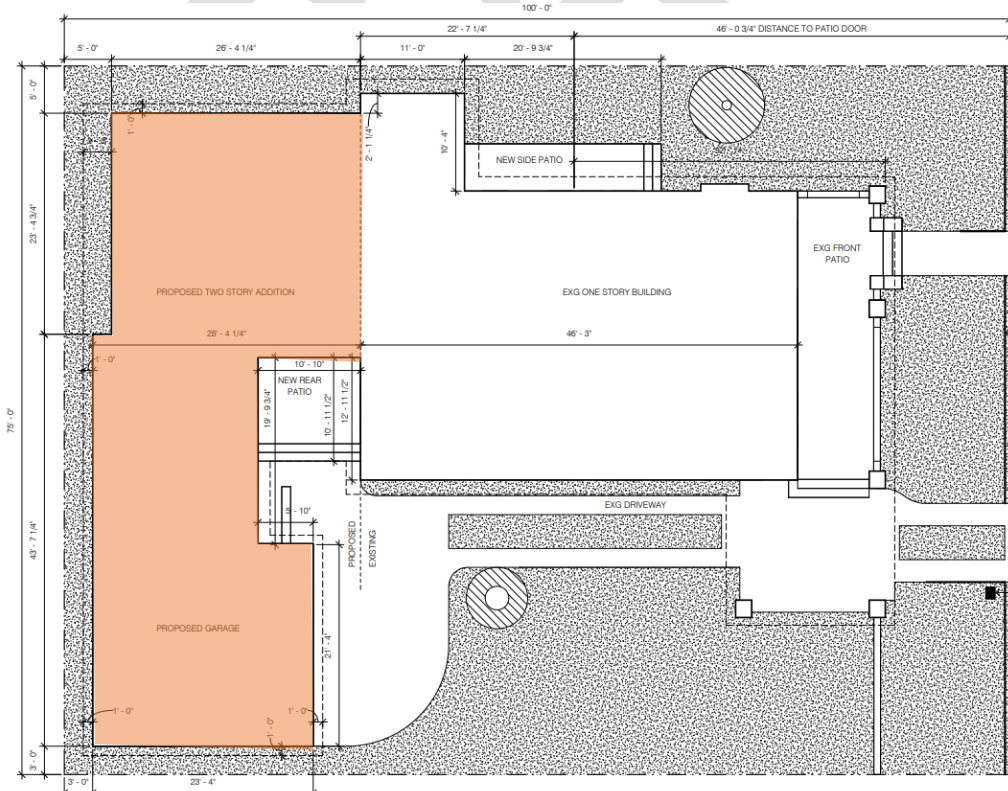 100' - 0"
22' - 7 1/4"
46' - 0 3/4" DISTANCE TO PATIO DOOR
5' - 0"
26' - 4 1/4"
11' - 0"
20' - 9 3/4"
5' - 0"
1' - 0"
2' - 1 1/4"
10' - 4"
NEW SIDE PATIO
23' - 4 3/4"
EXG FRONT
PATIO
PROPOSED TWO STORY ADDITION
EXG ONE STORY BUILDING
28' - 4 1/4"
46' - 3"
1' - 0"
10' - 10"
NEW REAR
PATIO
19' - 9 3/4"
10' - 11 1/2"
12' - 11 1/2"
75' - 0"
43' - 7 1/4"
EXG DRIVEWAY
5 - 10"
PROPOSED
EXISTING
PROPOSED GARAGE
21' - 4"
1' - 0"
1' - 0"
1' - 0"
3' - 0"
3' - 0"
23' - 4"